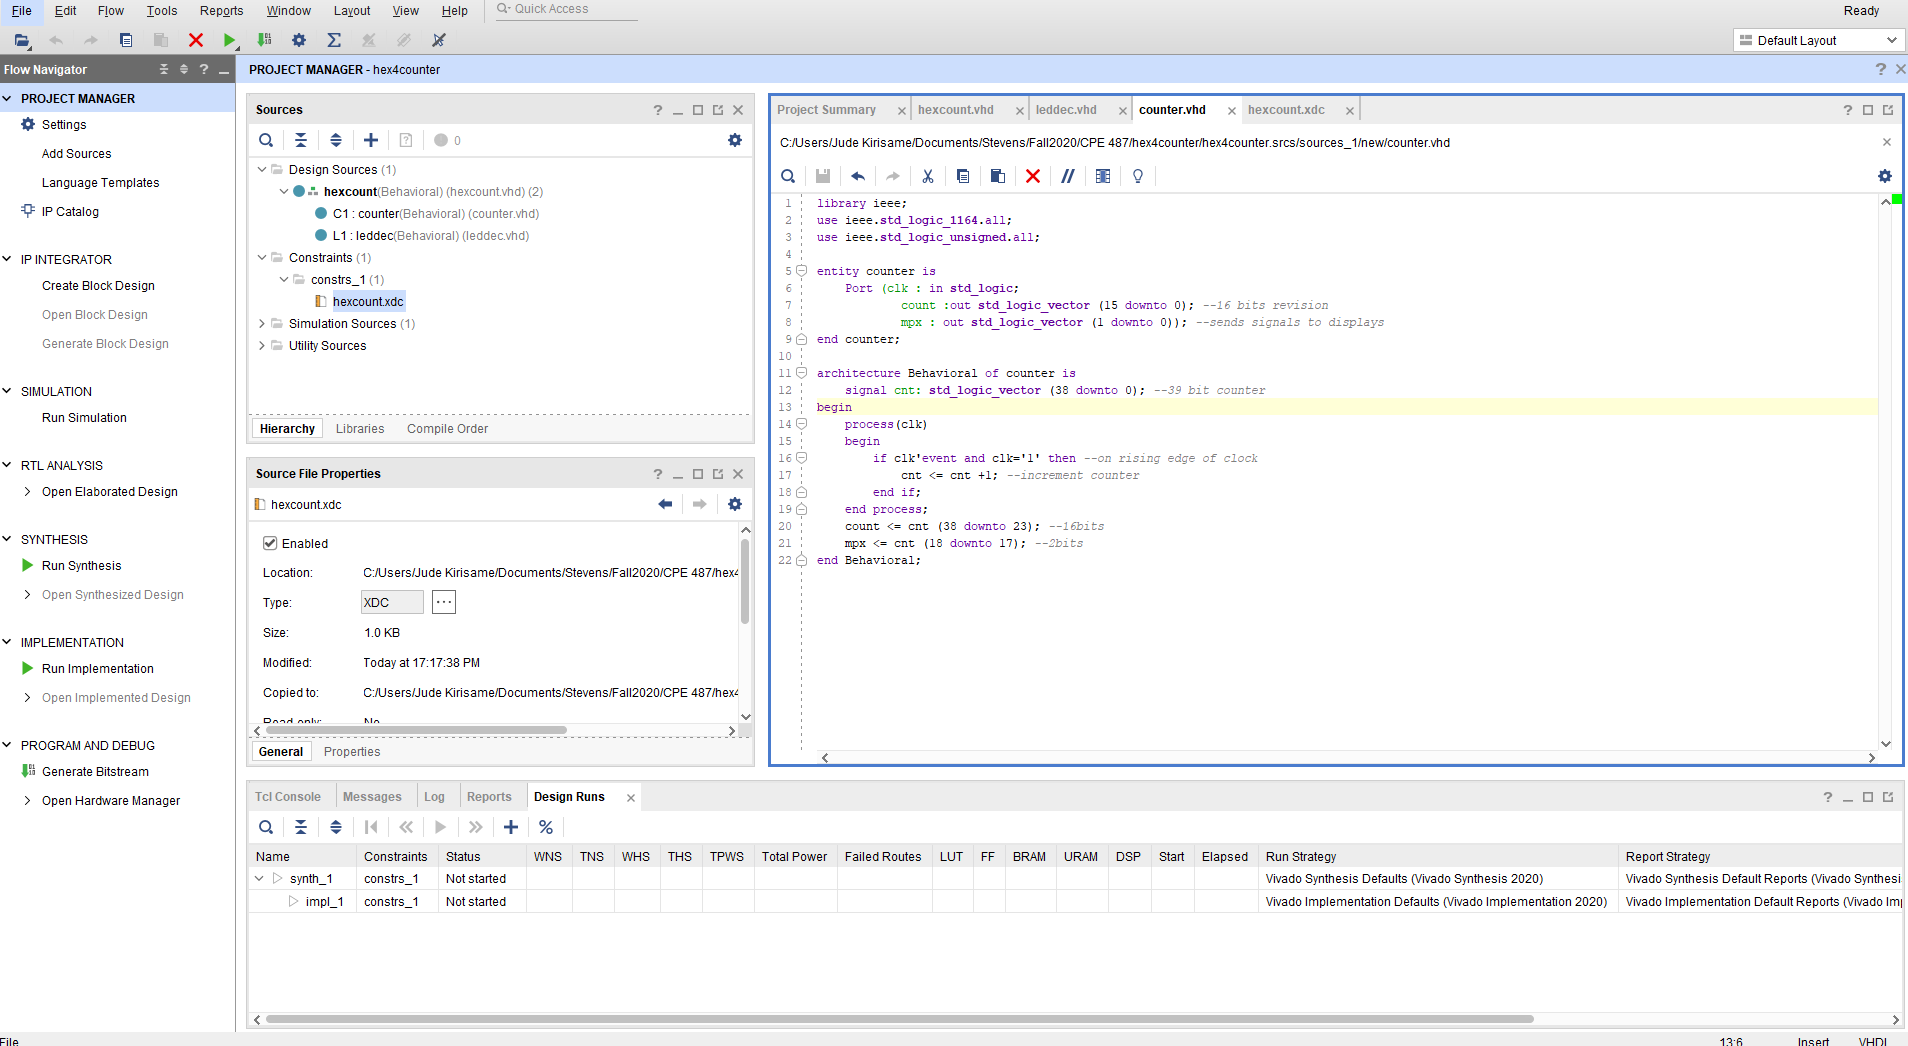 File Edit Flow Tools Reports Window Layout View Help Quick Access Ready
Default Layout
Flow Navigator
PROJECT MANAGER
Settings
Add Sources
Language Templates
IP Catalog
IP INTEGRATOR
Create Block Design
Open Block Design
Generate Block Design
SIMULATION
Run Simulation
RTL ANALYSIS
Open Elaborated Design
SYNTHESIS
Run Synthesis
Open Synthesized Design
IMPLEMENTATION
Run Implementation
Open Implemented Design
PROGRAM AND DEBUG
Generate Bitstream
Open Hardware Manager
PROJECT MANAGER - hex4counter
Sources
0
Design Sources (1)
hexcount(Behavioral) (hexcount.vhd) (2)
C1 : counter(Behavioral) (counter.vhd)
L1 : leddec(Behavioral) (leddec.vhd)
Constraints (1)
constrs_1 (1)
hexcount.xdc
Simulation Sources (1)
Utility Sources
Hierarchy Libraries Compile Order
Source File Properties
hexcount.xdc
Enabled
Location: C:/Users/Jude Kirisame/Documents/Stevens/Fall2020/CPE 487/hex4
Type: XDC
Size: 1.0 KB
Modified: Today at 17:17:38 PM
Copied to: C:/Users/Jude Kirisame/Documents/Stevens/Fall2020/CPE 487/hex4
Read-only: No
General Properties
Project Summary hexcount.vhd leddec.vhd counter.vhd hexcount.xdc
C:/Users/Jude Kirisame/Documents/Stevens/Fall2020/CPE 487/hex4counter/hex4counter.srcs/sources_1/new/counter.vhd
1 library ieee;
2 use ieee.std_logic_1164.all;
3 use ieee.std_logic_unsigned.all;
4
5 entity counter is
6 Port (clk : in std_logic;
7 count :out std_logic_vector (15 downto 0); --16 bits revision
8 mpx : out std_logic_vector (1 downto 0)); --sends signals to displays
9 end counter;
10
11 architecture Behavioral of counter is
12 signal cnt: std_logic_vector (38 downto 0); --39 bit counter
13 begin
14 process(clk)
15 begin
16 if clk'event and clk='1' then --on rising edge of clock
17 cnt <= cnt +1; --increment counter
18 end if;
19 end process;
20 count <= cnt (38 downto 23); --16bits
21 mpx <= cnt (18 downto 17); --2bits
22 end Behavioral;
Tcl Console Messages Log Reports Design Runs
Name Constraints Status WNS TNS WHS THS TPWS Total Power Failed Routes LUT FF BRAM URAM DSP Start Elapsed Run Strategy Report Strategy
synth_1 constrs_1 Not started Vivado Synthesis Defaults (Vivado Synthesis 2020) Vivado Synthesis Default Reports (Vivado Synthesis
impl_1 constrs_1 Not started Vivado Implementation Defaults (Vivado Implementation 2020) Vivado Implementation Default Reports (Vivado Im
File 13:6 Insert VHDL